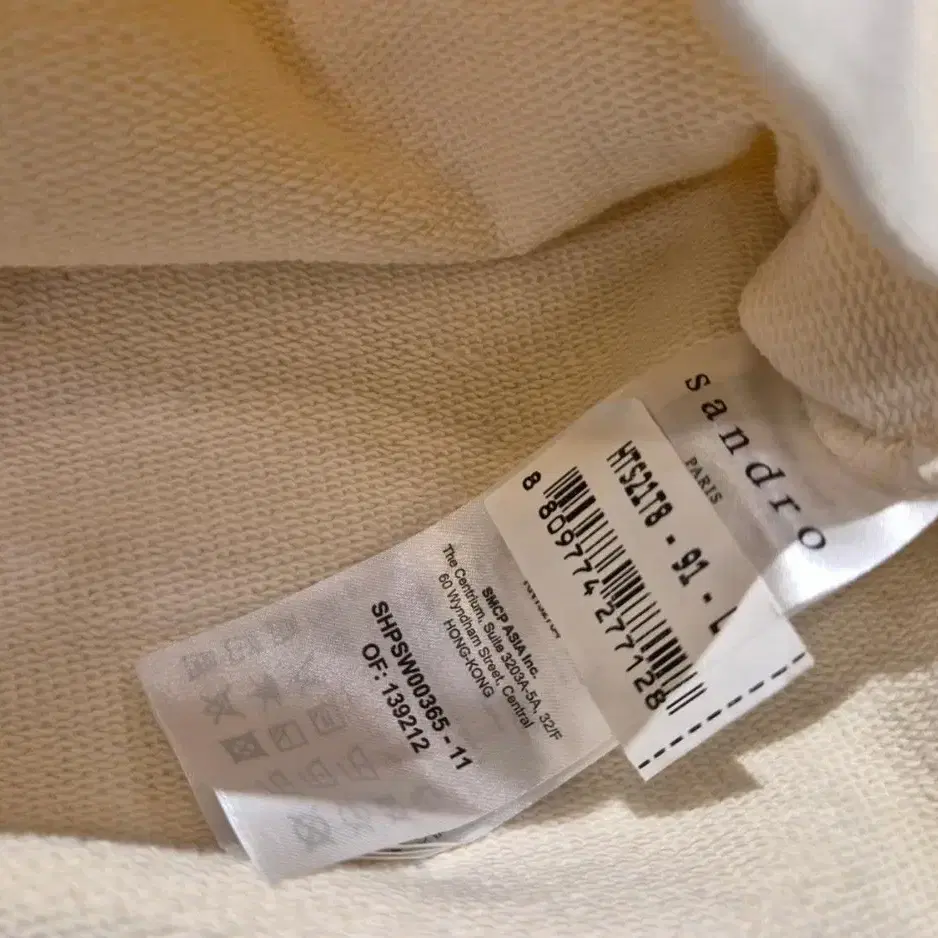 sandro
PARIS
HTS21T8 - 91 - L
8 809774 277128
SMCP ASIA Inc.
The Centrium, Suite 3203A-5A, 32/F
60 Wyndham Street, Central
HONG-KONG
SHPSW00365 - 11
OF: 139212